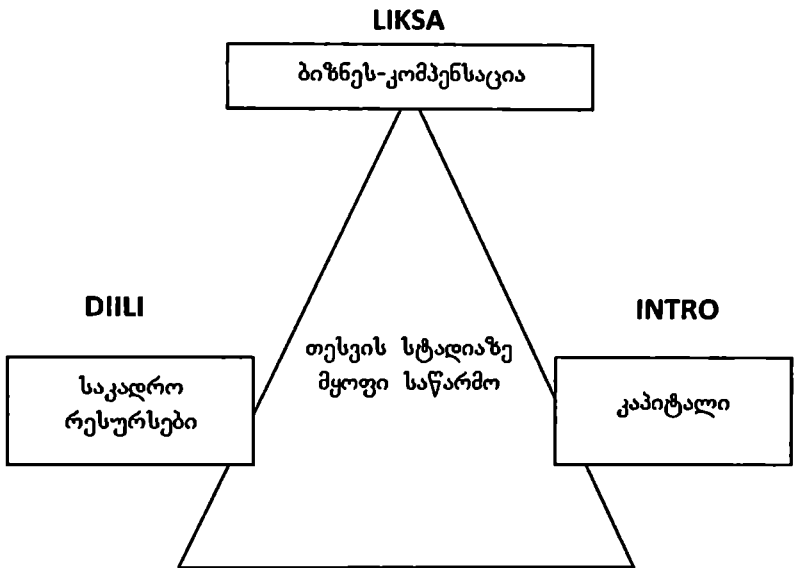 LIKSA
ბიზნეს-კომპენსაცია
DIILI
INTRO
თესვის სტადიაზე
მყოფი საწარმო
საკადრო
რესურსები
კაპიტალი